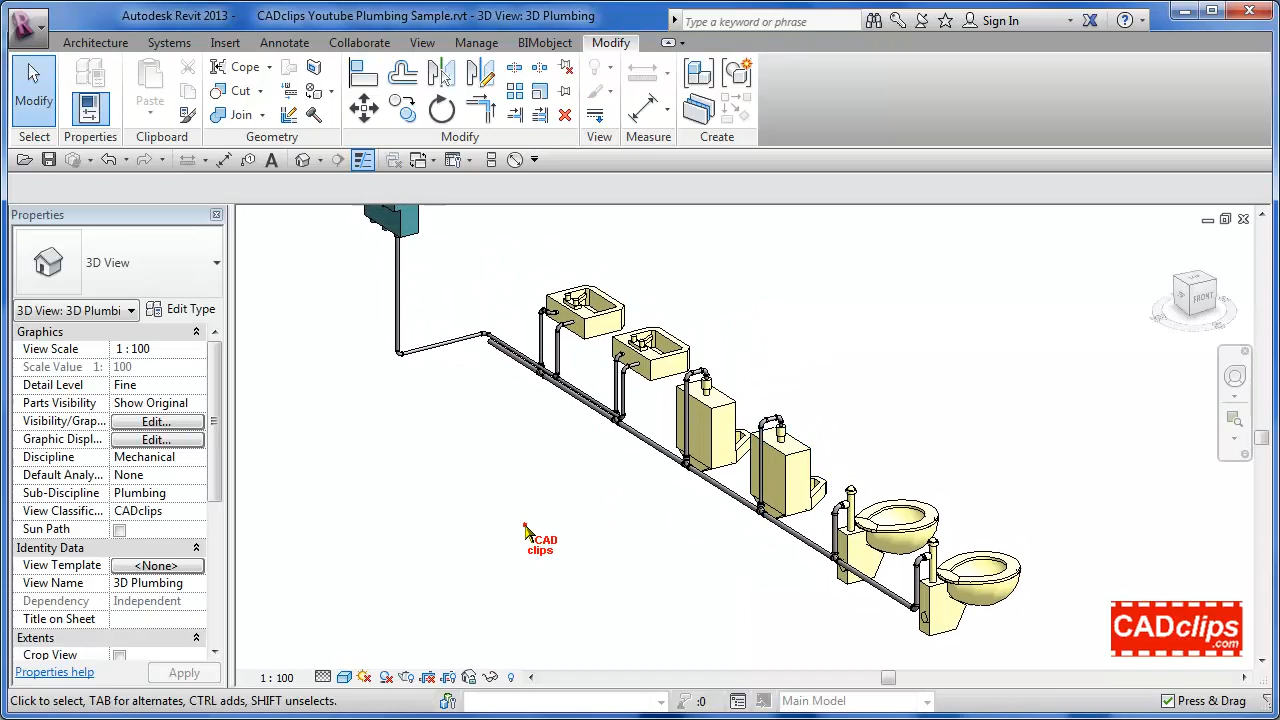 Autodesk Revit 2013 - CADclips Youtube Plumbing Sample.rvt - 3D View: 3D Plumbing
Type a keyword or phrase
Sign In
Architecture Systems Insert Annotate Collaborate View Manage BIMobject Modify
Modify
Paste
Cope
Cut
Join
Select Properties Clipboard Geometry Modify View Measure Create
Properties
3D View
3D View: 3D Plumbi
Edit Type
Graphics
View Scale 1 : 100
Scale Value 1: 100
Detail Level Fine
Parts Visibility Show Original
Visibility/Grap... Edit...
Graphic Displ... Edit...
Discipline Mechanical
Default Analy... None
Sub-Discipline Plumbing
View Classific... CADclips
Sun Path
Identity Data
View Template <None>
View Name 3D Plumbing
Dependency Independent
Title on Sheet
Extents
Crop View
Properties help
Apply
FRONT
CAD
clips
CADclips
.com
1 : 100
Click to select, TAB for alternates, CTRL adds, SHIFT unselects.
:0
Main Model
Press & Drag